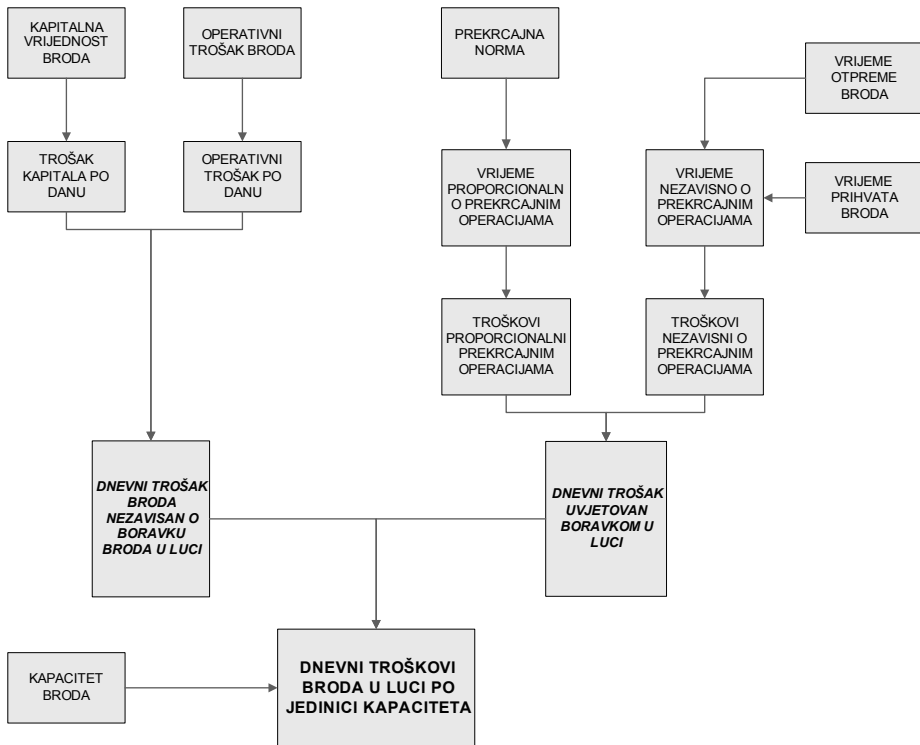 KAPITALNA
VRIJEDNOST
BRODA
OPERATIVNI
TROŠAK BRODA
PREKRCAJNA
NORMA
VRIJEME
OTPREME
BRODA
TROŠAK
KAPITALA PO
DANU
OPERATIVNI
TROŠAK PO
DANU
VRIJEME
PROPORCIONALN
O PREKRCAJNIM
OPERACIJAMA
VRIJEME
NEZAVISNO O
PREKRCAJNIM
OPERACIJAMA
VRIJEME
PRIHVATA
BRODA
TROŠKOVI
PROPORCIONALNI
PREKRCAJNIM
OPERACIJAMA
TROŠKOVI
NEZAVISNI O
PREKRCAJNIM
OPERACIJAMA
DNEVNI TROŠAK
BRODA
NEZAVISAN O
BORAVKU
BRODA U LUCI
DNEVNI TROŠAK
UVJETOVAN
BORAVKOM U
LUCI
KAPACITET
BRODA
DNEVNI TROŠKOVI
BRODA U LUCI PO
JEDINICI KAPACITETA